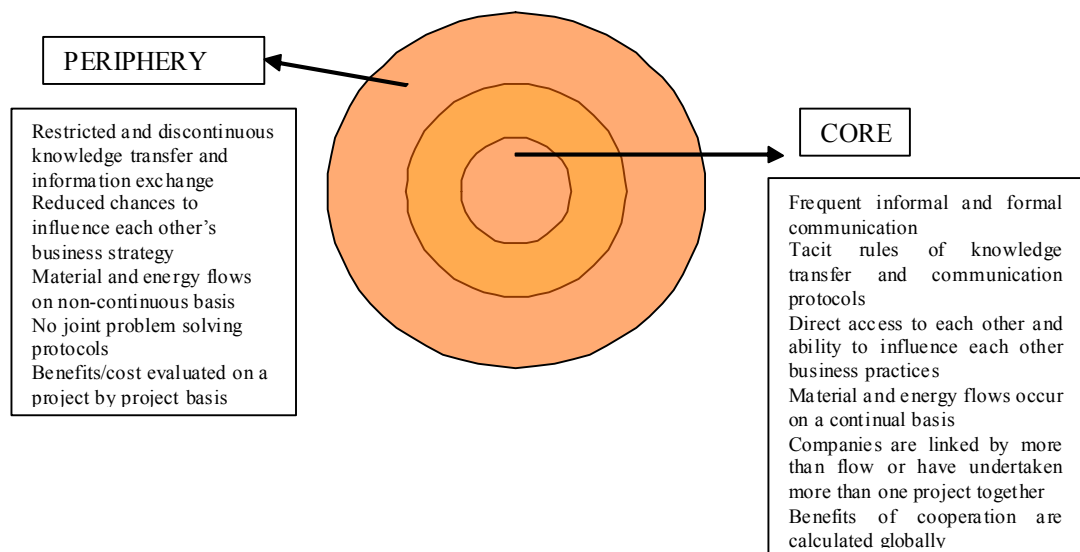 PERIPHERY
Restricted and discontinuous
knowledge transfer and
information exchange
Reduced chances to
influence each other's
business strategy
Material and energy flows
on non-continuous basis
No joint problem solving
protocols
Benefits/cost evaluated on a
project by project basis
CORE
Frequent informal and formal
communication
Tacit rules of knowledge
transfer and communication
protocols
Direct access to each other and
ability to influence each other
business practices
Material and energy flows occur
on a continual basis
Companies are linked by more
than flow or have undertaken
more than one project together
Benefits of cooperation are
calculated globally